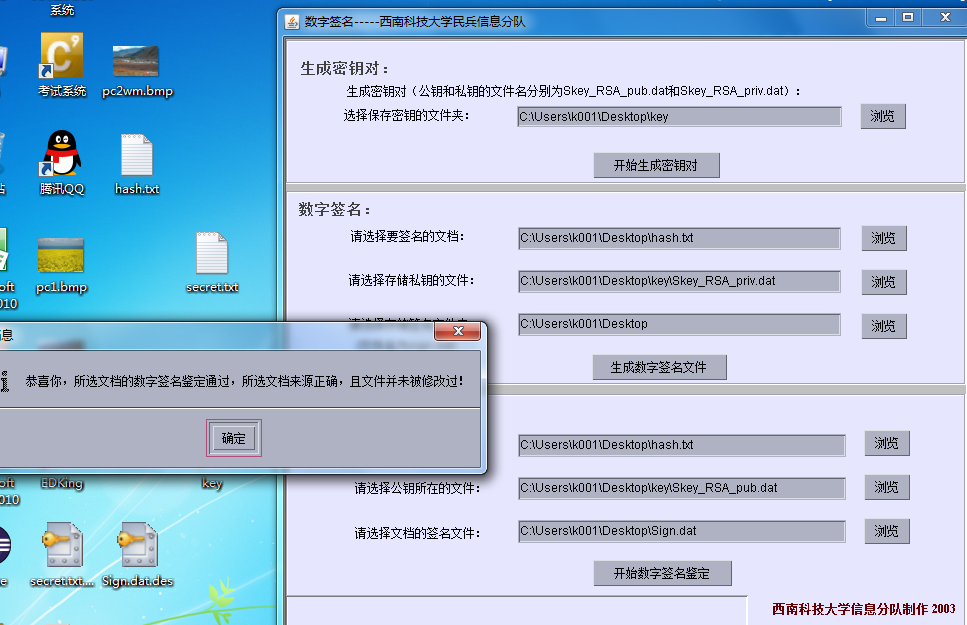 系统
考试系统
pc2wm.bmp
腾讯QQ
hash.txt
pc1.bmp
secret.txt
oft
010
数字签名-----西南科技大学民兵信息分队
生成密钥对：
生成密钥对（公钥和私钥的文件名分别为Skey_RSA_pub.dat和Skey_RSA_priv.dat）：
选择保存密钥的文件夹：
C:\Users\k001\Desktop\key
浏览
开始生成密钥对
数字签名：
请选择要签名的文档：
C:\Users\k001\Desktop\hash.txt
浏览
请选择存储私钥的文件：
C:\Users\k001\Desktop\key\Skey_RSA_priv.dat
浏览
C:\Users\k001\Desktop
浏览
生成数字签名文件
息
恭喜你，所选文档的数字签名鉴定通过，所选文档来源正确，且文件并未被修改过！
确定
C:\Users\k001\Desktop\hash.txt
浏览
请选择公钥所在的文件：
C:\Users\k001\Desktop\key\Skey_RSA_pub.dat
浏览
请选择文档的签名文件：
C:\Users\k001\Desktop\Sign.dat
浏览
开始数字签名鉴定
西南科技大学信息分队制作 2003
oft
010
EDKing
key
e
secret.txt....
Sign.dat.des